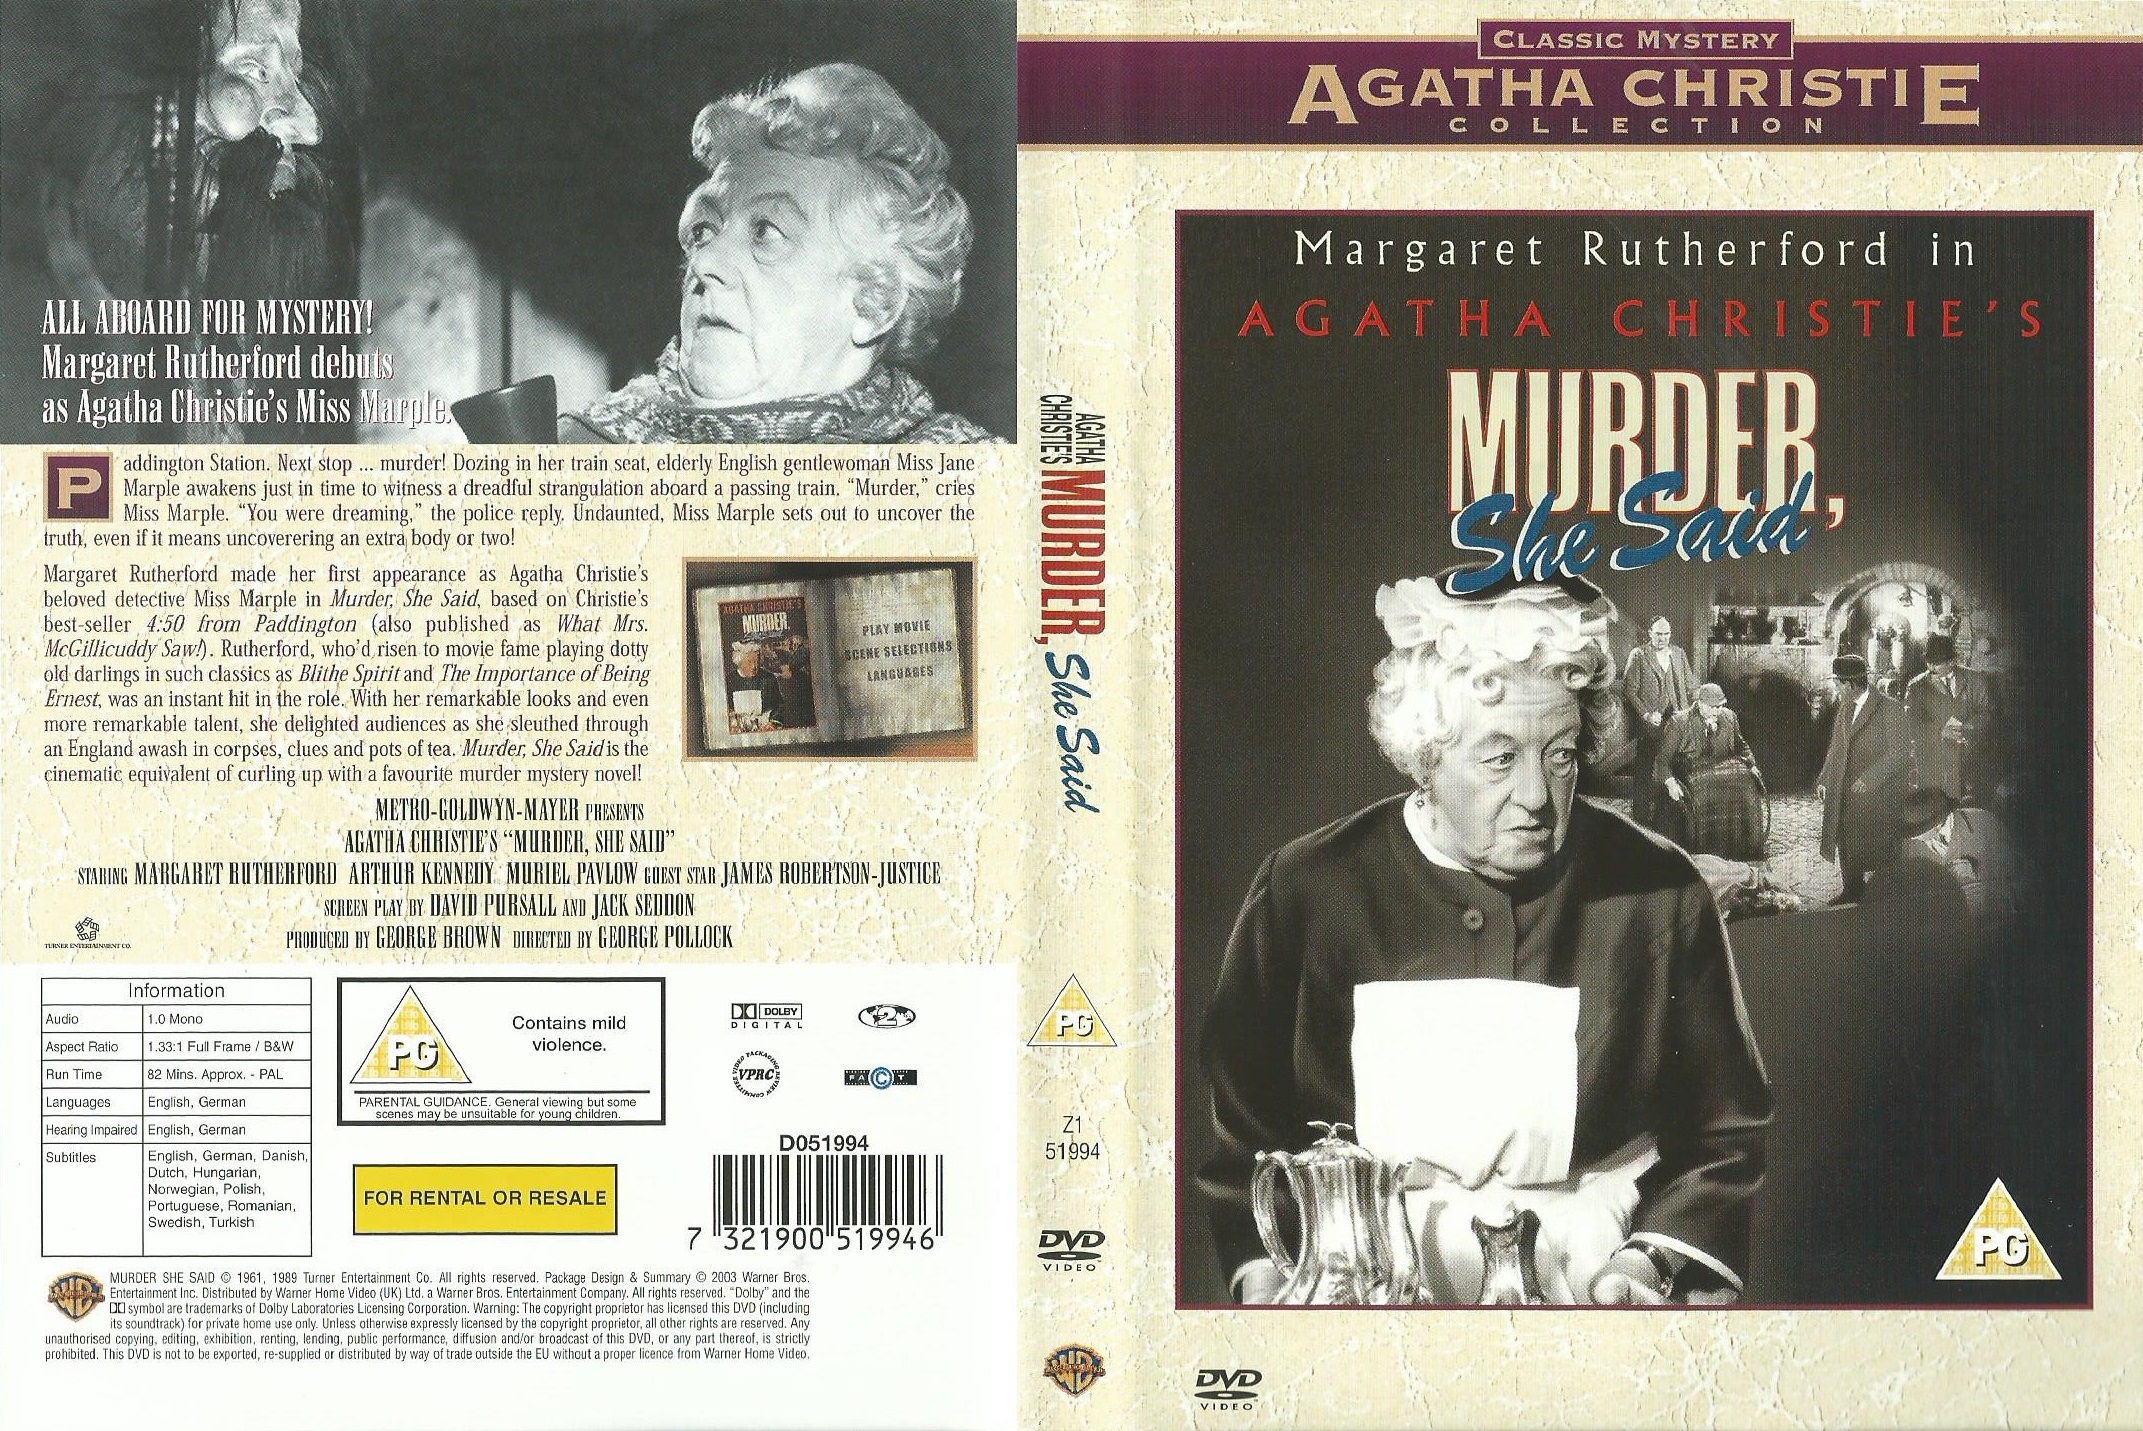 ALL ABOARD FOR MYSTERY!
Margaret Rutherford debuts
as Agatha Christie's Miss Marple.
Paddington Station. Next stop ... murder! Dozing in her train seat, elderly English gentlewoman Miss Jane
Marple awakens just in time to witness a dreadful strangulation aboard a passing train. “Murder,” cries
Miss Marple. “You were dreaming,” the police reply. Undaunted, Miss Marple sets out to uncover the
truth, even if it means uncoverering an extra body or two!
Margaret Rutherford made her first appearance as Agatha Christie's
beloved detective Miss Marple in Murder, She Said, based on Christie's
best-seller 4:50 from Paddington (also published as What Mrs.
McGillicuddy Saw!). Rutherford, who'd risen to movie fame playing dotty
old darlings in such classics as Blithe Spirit and The Importance of Being
Ernest, was an instant hit in the role. With her remarkable looks and even
more remarkable talent, she delighted audiences as she sleuthed through
an England awash in corpses, clues and pots of tea. Murder, She Said is the
cinematic equivalent of curling up with a favourite murder mystery novel!
AGATHA CHRISTIE'S
MURDER
PLAY MOVIE
SCENE SELECTIONS
LANGUAGES
METRO-GOLDWYN-MAYER PRESENTS
AGATHA CHRISTIE'S “MURDER, SHE SAID”
STARING MARGARET RUTHERFORD ARTHUR KENNEDY MURIEL PAVLOW GUEST STAR JAMES ROBERTSON-JUSTICE
SCREEN PLAY BY DAVID PURSALL AND JACK SEDDON
PRODUCED BY GEORGE BROWN DIRECTED BY GEORGE POLLOCK
TURNER ENTERTAINMENT CO.
Information
Audio 1.0 Mono
Aspect Ratio 1.33:1 Full Frame / B&W
Run Time 82 Mins. Approx. - PAL
Languages English, German
Hearing Impaired English, German
Subtitles English, German, Danish,
Dutch, Hungarian,
Norwegian, Polish,
Portuguese, Romanian,
Swedish, Turkish
PG
Contains mild
violence.
PARENTAL GUIDANCE. General viewing but some
scenes may be unsuitable for young children.
FOR RENTAL OR RESALE
DOLBY
DIGITAL
2
VIDEO PACKAGING REVIEW COMMITTEE
VPRC
PACT
D051994
7 321900 519946
MURDER SHE SAID © 1961, 1989 Turner Entertainment Co. All rights reserved. Package Design & Summary © 2003 Warner Bros.
Entertainment Inc. Distributed by Warner Home Video (UK) Ltd. a Warner Bros. Entertainment Company. All rights reserved. “Dolby” and the
symbol are trademarks of Dolby Laboratories Licensing Corporation. Warning: The copyright proprietor has licensed this DVD (including
its soundtrack) for private home use only. Unless otherwise expressly licensed by the copyright proprietor, all other rights are reserved. Any
unauthorised copying, editing, exhibition, renting, lending, public performance, diffusion and/or broadcast of this DVD, or any part thereof, is strictly
prohibited. This DVD is not to be exported, re-supplied or distributed by way of trade outside the EU without a proper licence from Warner Home Video.
AGATHA
CHRISTIE'S
MURDER,
She Said
PG
Z1
51994
DVD
VIDEO
CLASSIC MYSTERY
AGATHA CHRISTIE
COLLECTION
Margaret Rutherford in
AGATHA CHRISTIE'S
MURDER,
She Said
PG
DVD
VIDEO